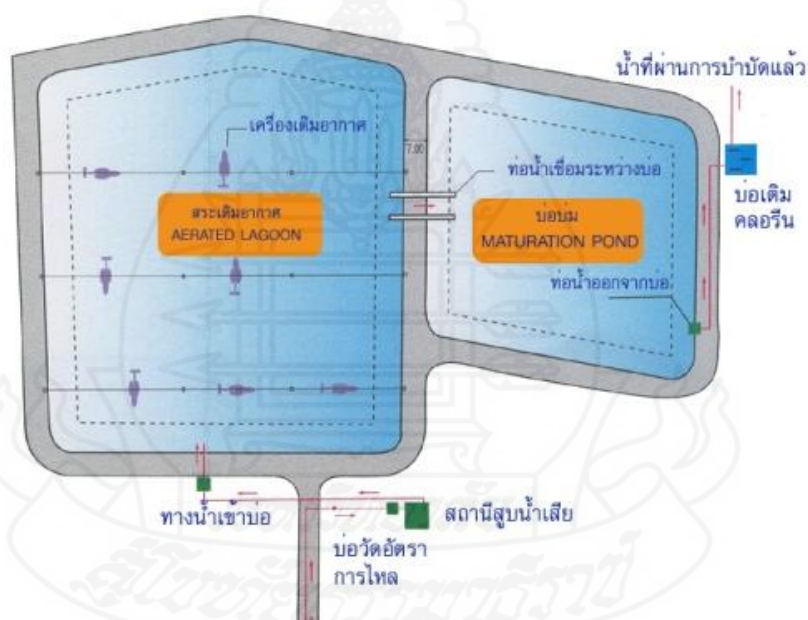 น้ำที่ผ่านการบำบัดแล้ว
เครื่องเติมอากาศ
7.00
ท่อน้ำเชื่อมระหว่างบ่อ
บ่อเติม
คลอรีน
สระเติมอากาศ
AERATED LAGOON
บ่อบ่ม
MATURATION POND
ท่อน้ำออกจากบ่อ
ทางน้ำเข้าบ่อ
สถานีสูบน้ำเสีย
บ่อวัดอัตรา
การไหล